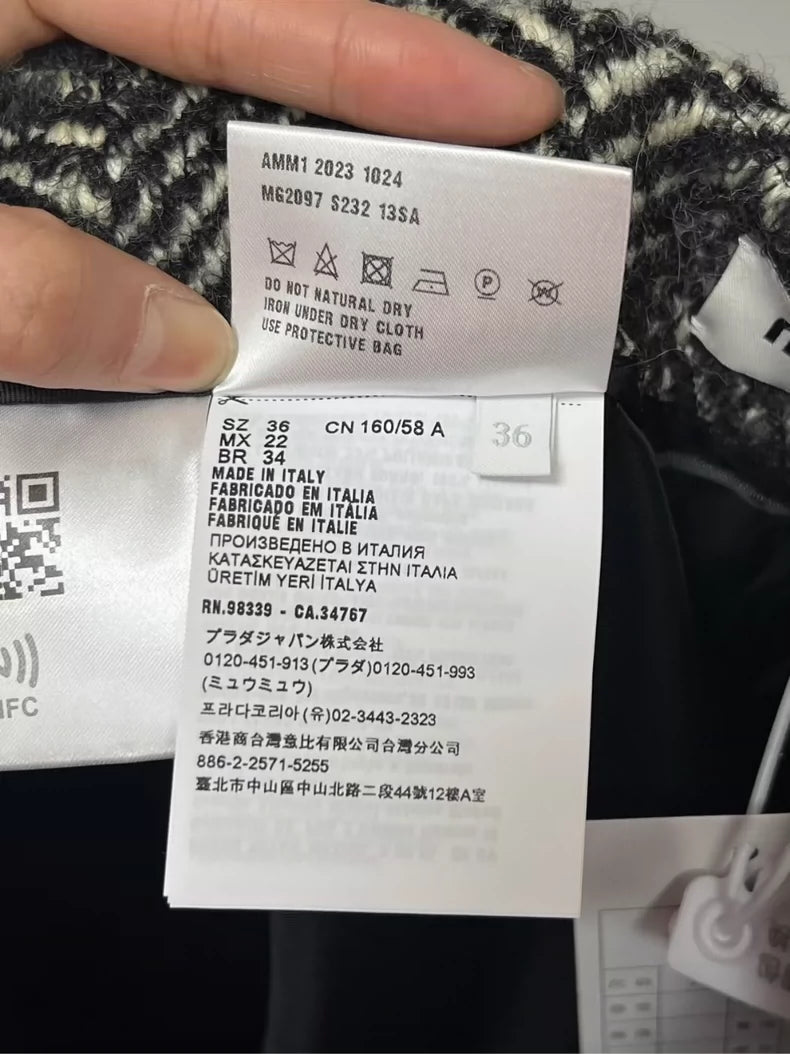 AMM1 2023 1024
MG2097 S232 13SA
P
W
DO NOT NATURAL DRY
IRON UNDER DRY CLOTH
USE PROTECTIVE BAG
SZ 36 CN 160/58 A
MX 22
BR 34
36
MADE IN ITALY
FABRICADO EN ITALIA
FABRICADO EM ITÁLIA
FABRIQUÉ EN ITALIE
ПРОИЗВЕДЕНО В ИТАЛИЯ
ΚΑΤΑΣΚΕΥΑΖΕΤΑΙ ΣΤΗΝ ΙΤΑΛΙΑ
ÜRETİM YERİ İTALYA
RN.98339 - CA.34767
プラダジャパン株式会社
0120-451-913(プラダ)0120-451-993
(ミュウミュウ)
프라다코리아(유)02-3443-2323
香港商台灣意比有限公司台灣分公司
886-2-2571-5255
臺北市中山區中山北路二段44號12樓A室
NFC